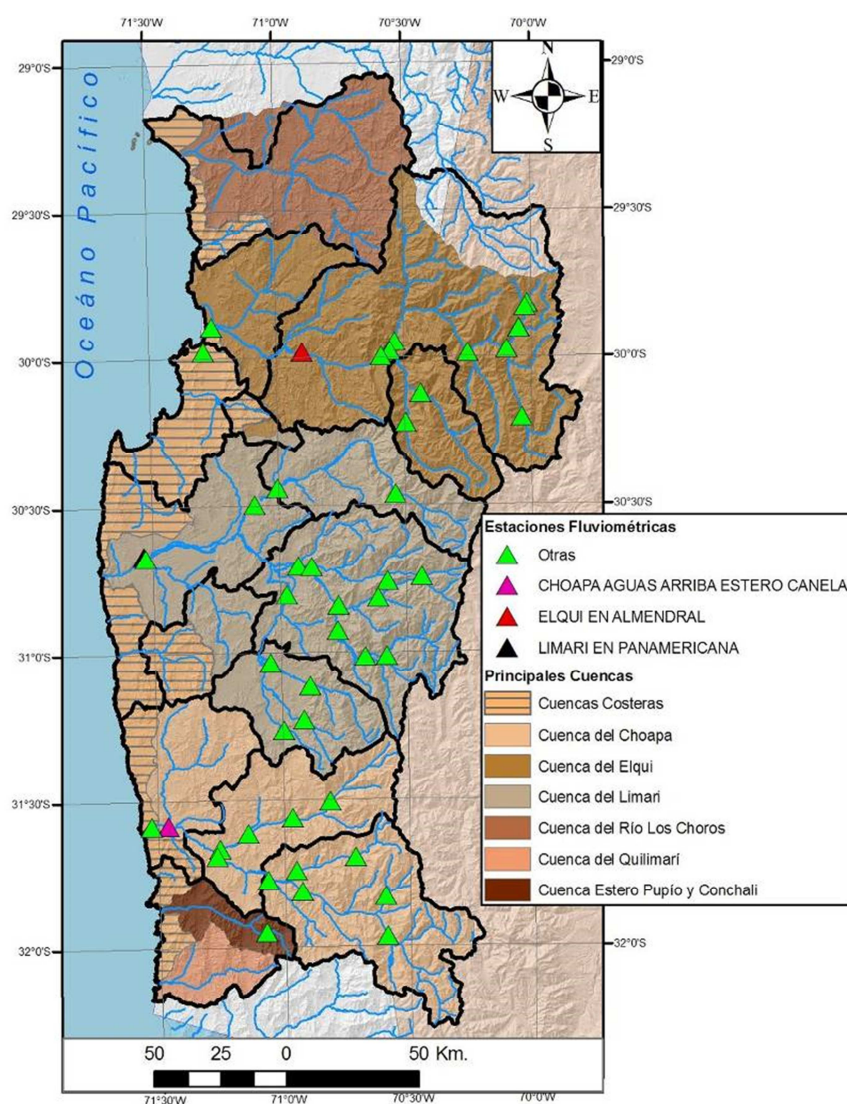 71°30'W 71°0'W 70°30'W 70°0'W
N
W E
S
29°0'S 29°0'S
Océáno Pacífico
29°30'S 29°30'S
30°0'S 30°0'S
30°30'S 30°30'S
Estaciones Fluviométricas
Otras
CHOAPA AGUAS ARRIBA ESTERO CANELA
ELQUI EN ALMENDRAL
LIMARI EN PANAMERICANA
Principales Cuencas
Cuencas Costeras
Cuenca del Choapa
Cuenca del Elqui
Cuenca del Limari
Cuenca del Río Los Choros
Cuenca del Quilimarí
Cuenca Estero Pupío y Conchali
31°0'S
31°30'S
32°0'S 32°0'S
50 25 0 50 Km.
71°30'W 71°0'W 70°30'W 70°0'W